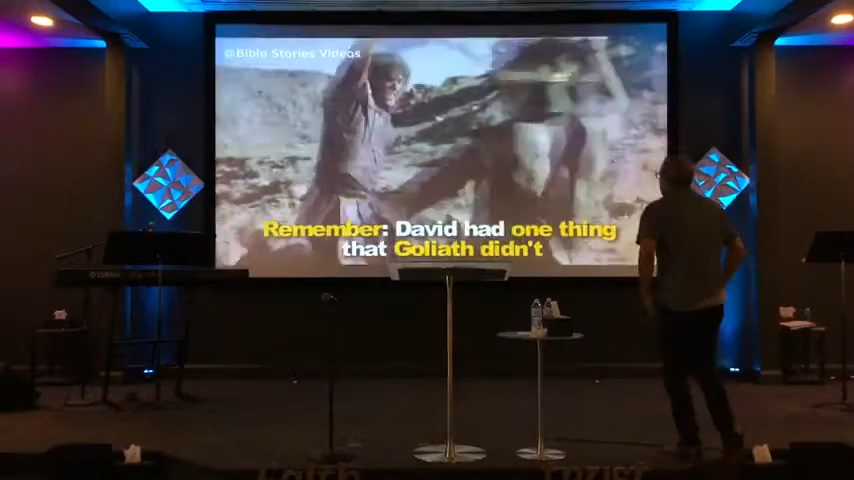 @Bible Stories Videos
Remember: David had one thing
that Goliath didn't